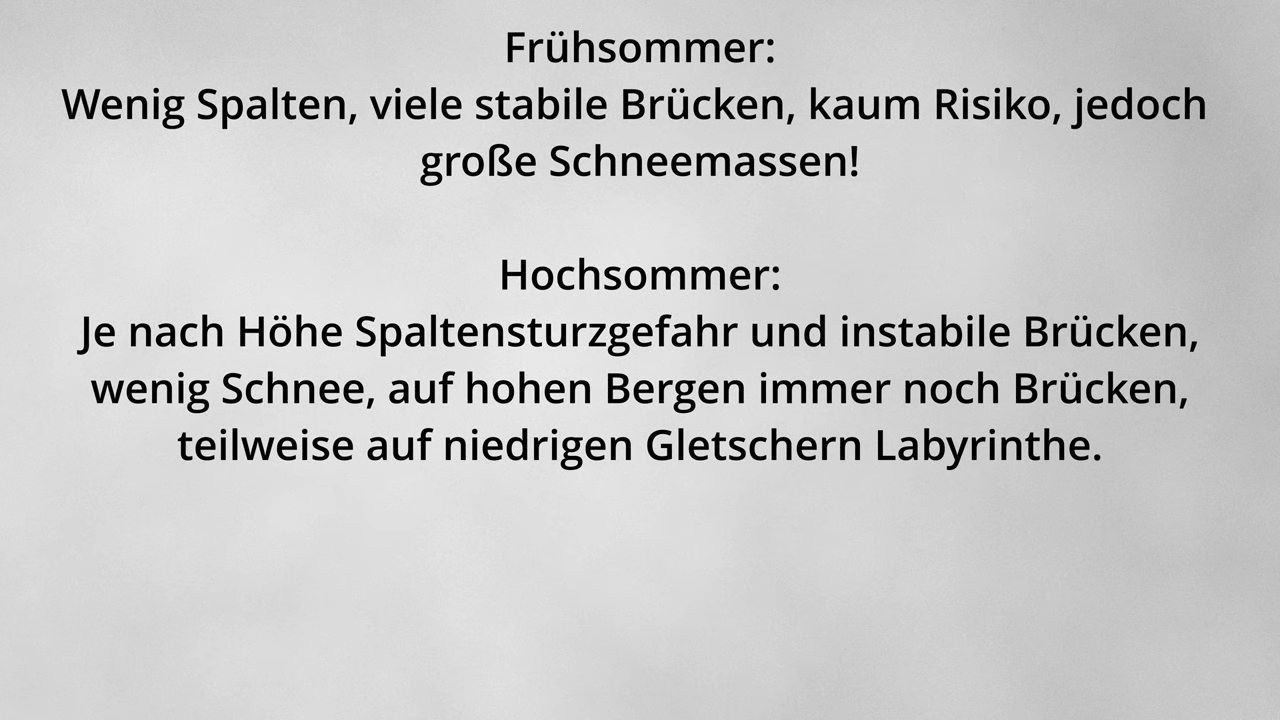 Frühsommer:
Wenig Spalten, viele stabile Brücken, kaum Risiko, jedoch
große Schneemassen!
Hochsommer:
Je nach Höhe Spaltensturzgefahr und instabile Brücken,
wenig Schnee, auf hohen Bergen immer noch Brücken,
teilweise auf niedrigen Gletschern Labyrinthe.